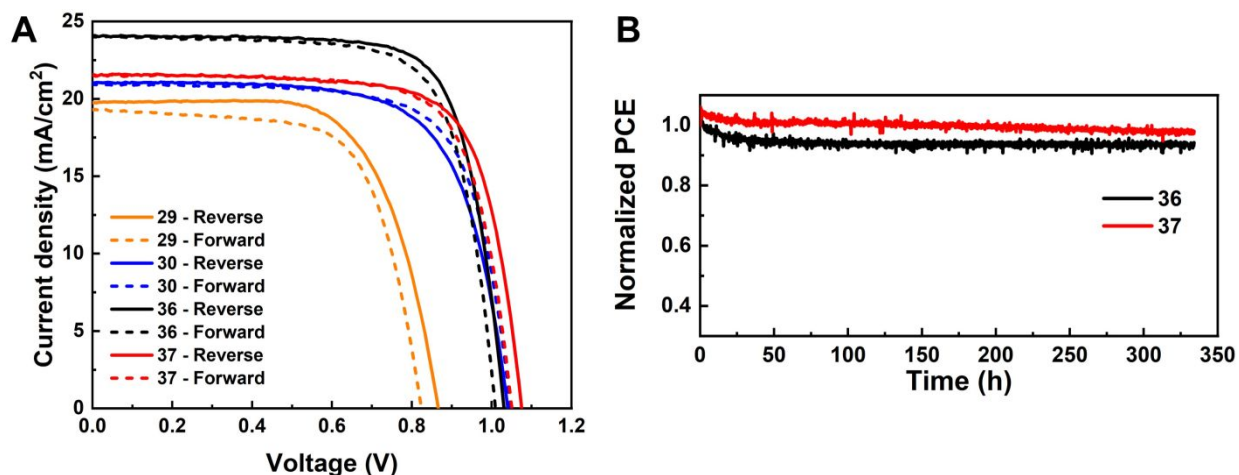 A
25
20
15
10
5
0
Current density (mA/cm²)
29 - Reverse
29 - Forward
30 - Reverse
30 - Forward
36 - Reverse
36 - Forward
37 - Reverse
37 - Forward
0.0 0.2 0.4 0.6 0.8 1.0 1.2
Voltage (V)
B
1.0
0.8
0.6
0.4
Normalized PCE
36
37
0 50 100 150 200 250 300 350
Time (h)